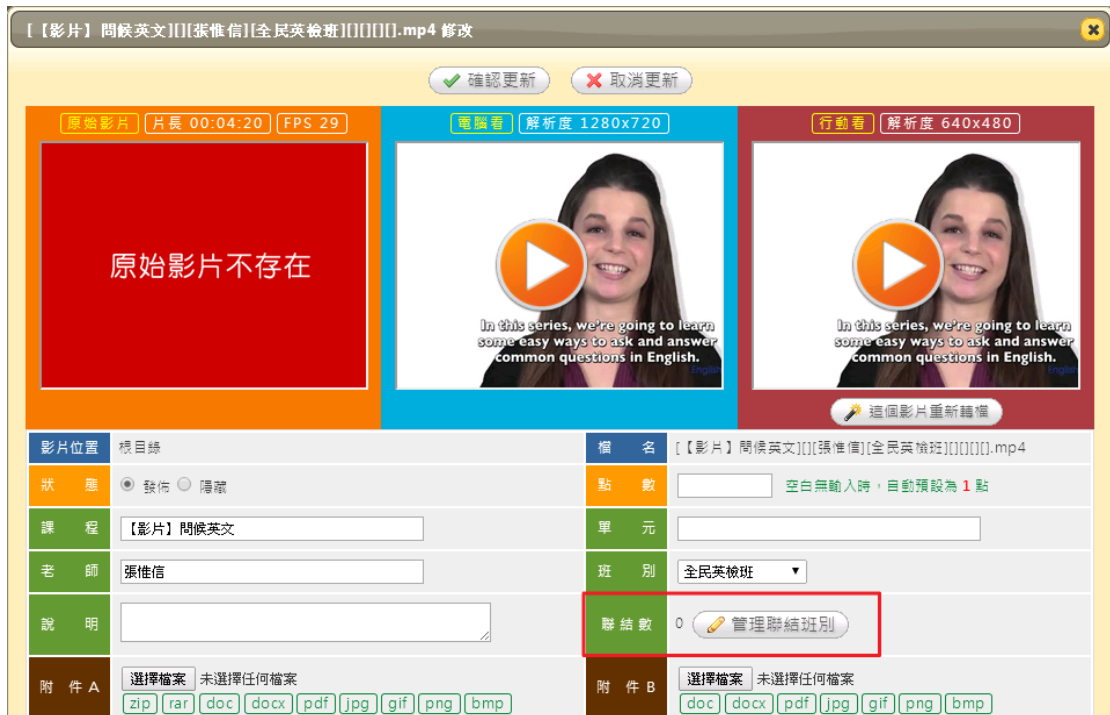 [【影片】問候英文][][張惟信][全民英檢班][][][][].mp4 修改
確認更新 取消更新
原始影片 片長 00:04:20 FPS 29
電腦看 解析度 1280x720
行動看 解析度 640x480
原始影片不存在
In this series, we're going to learn
some easy ways to ask and answer
common questions in English.
English
In this series, we're going to learn
some easy ways to ask and answer
common questions in English.
English
這個影片重新轉檔
影片位置 根目錄 檔 名 [【影片】問候英文][][張惟信][全民英檢班][][][][].mp4
狀 態 發佈 隱藏 點 數 空白無輸入時，自動預設為 1 點
課 程 【影片】問候英文 單 元
老 師 張惟信 班 別 全民英檢班
說 明 聯 結 數 0 管理聯結班別
附 件 A 選擇檔案 未選擇任何檔案
zip rar doc docx pdf jpg gif png bmp
附 件 B 選擇檔案 未選擇任何檔案
doc docx pdf jpg gif png bmp